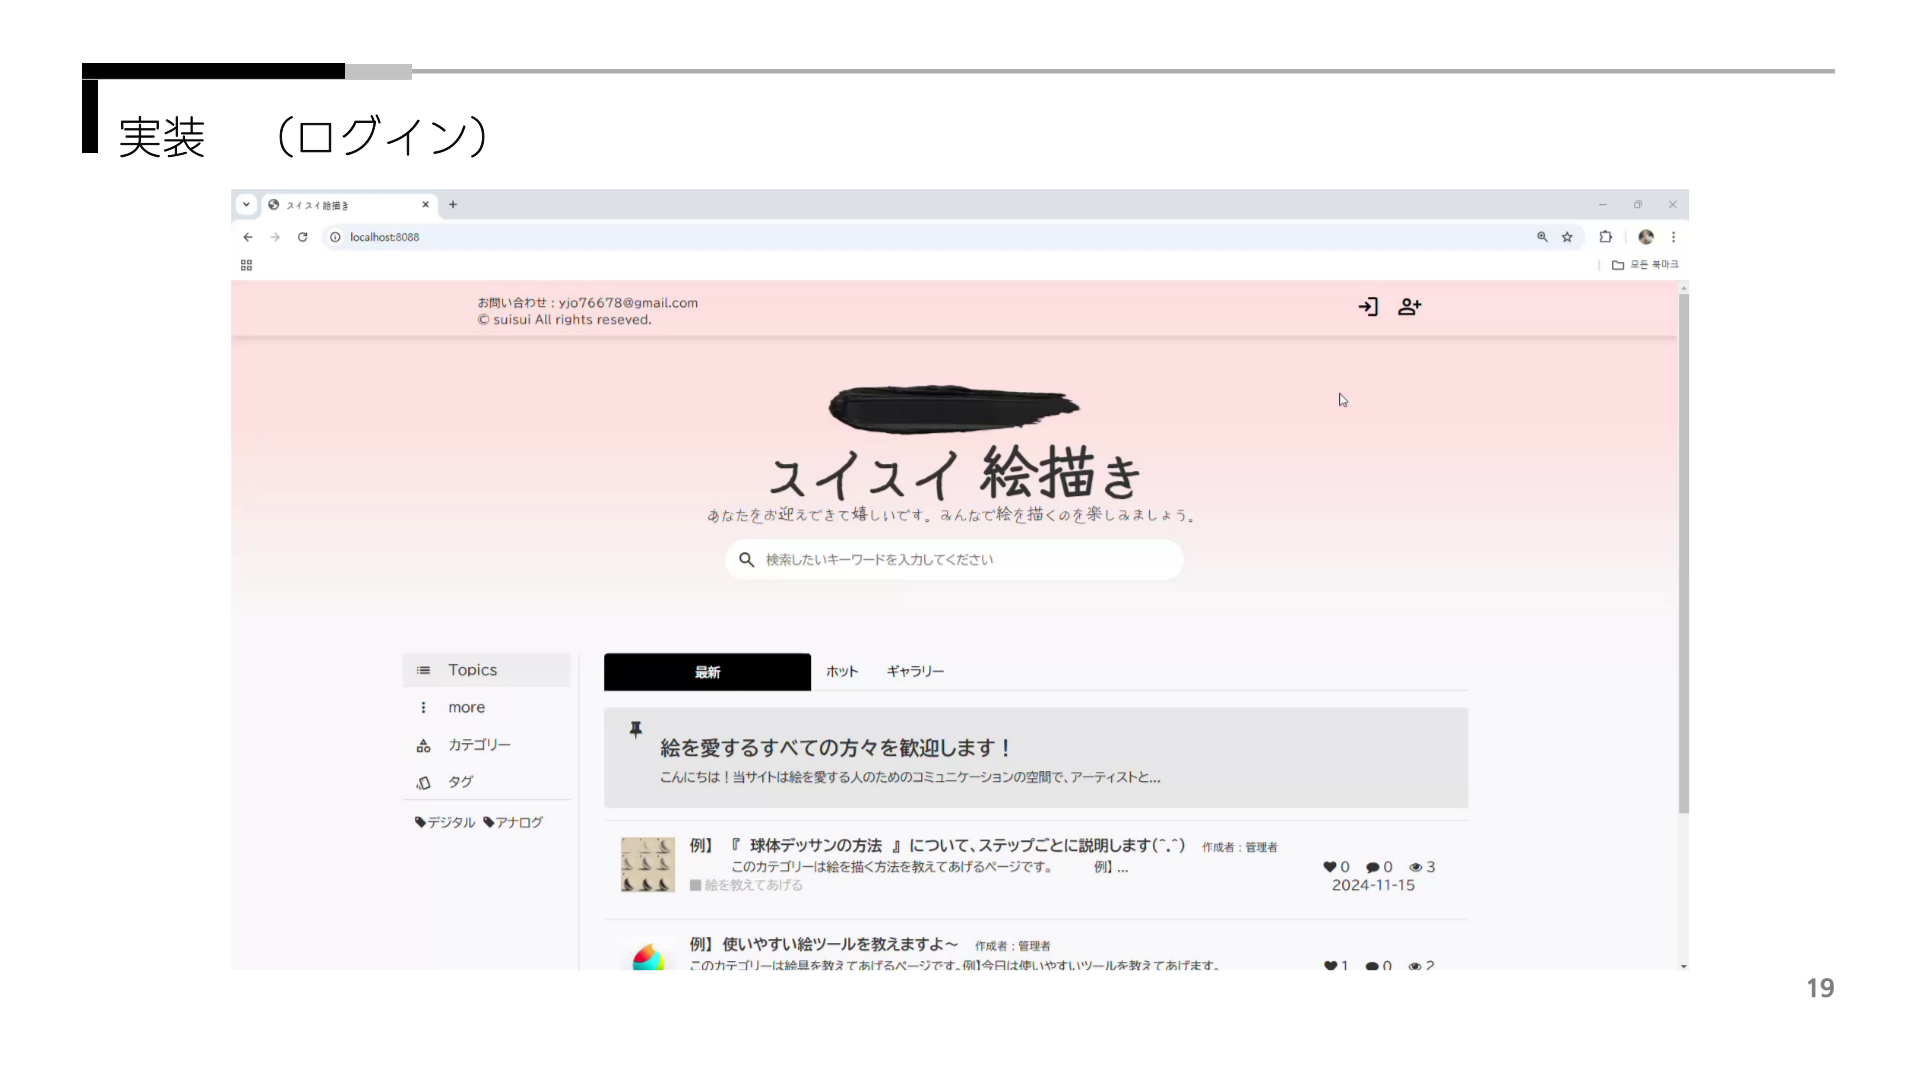 実装　（ログイン）
スイスイ絵描き
localhost:8088
모든 북마크
お問い合わせ : yjo76678@gmail.com
© suisui All rights reseved.
スイスイ 絵描き
あなたをお迎えできて嬉しいです。みんなで絵を描くのを楽しみましょう。
検索したいキーワードを入力してください
Topics
more
カテゴリー
タグ
デジタル アナログ
最新 ホット ギャラリー
絵を愛するすべての方々を歓迎します！
こんにちは！当サイトは絵を愛する人のためのコミュニケーションの空間で、アーティストと...
例】『 球体デッサンの方法 』について、ステップごとに説明します(^.^) 作成者 : 管理者
このカテゴリーは絵を描く方法を教えてあげるページです。 例】...
絵を教えてあげる
0 0 3
2024-11-15
例】使いやすい絵ツールを教えますよ～ 作成者 : 管理者
このカテゴリーは絵具を教えてあげるページです。例】今日は使いやすいツールを教えてあげます。
1 0 2
19